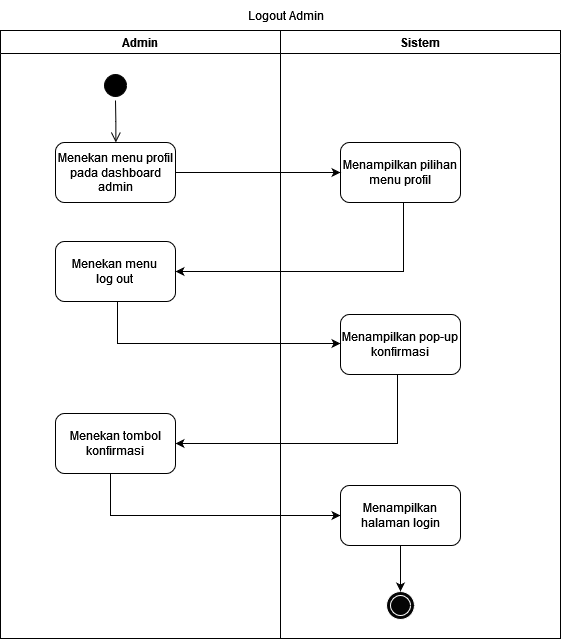 Logout Admin
Admin
Sistem
Menekan menu profil
pada dashboard
admin
Menampilkan pilihan
menu profil
Menekan menu
log out
Menampilkan pop-up
konfirmasi
Menekan tombol
konfirmasi
Menampilkan
halaman login